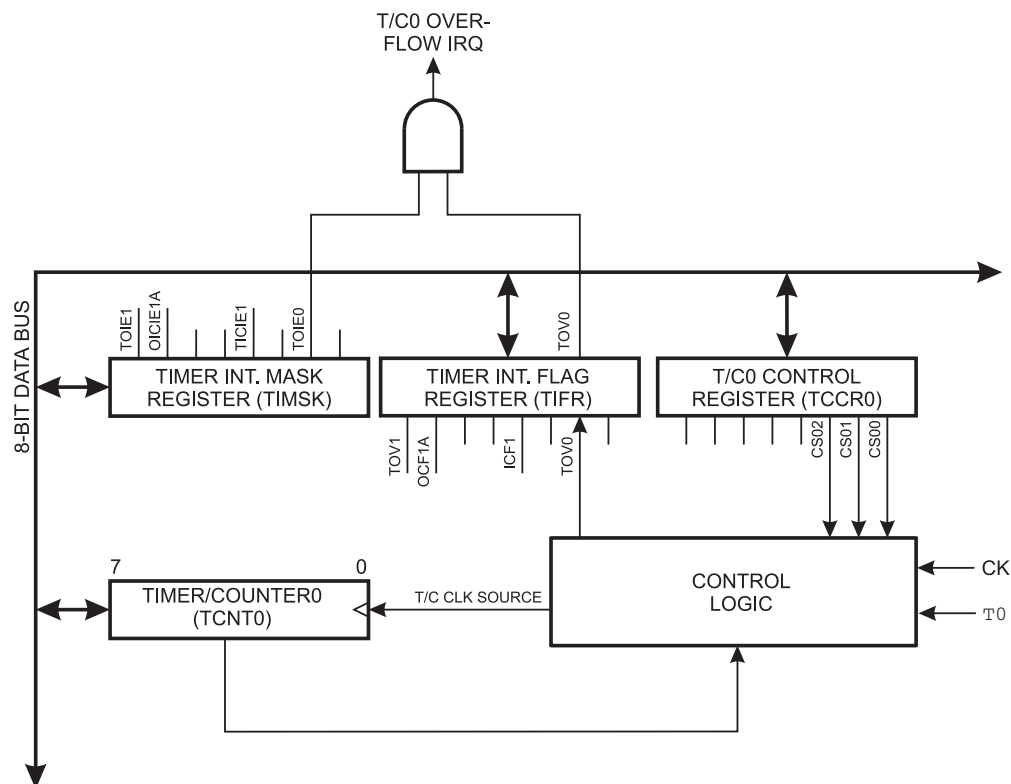 T/C0 OVER-
FLOW IRQ
8-BIT DATA BUS
TOIE1
OICIE1A
TICIE1
TOIE0
TOV0
TIMER INT. MASK
REGISTER (TIMSK)
TIMER INT. FLAG
REGISTER (TIFR)
T/C0 CONTROL
REGISTER (TCCR0)
TOV1
OCF1A
ICF1
TOV0
CS02
CS01
CS00
7
0
TIMER/COUNTER0
(TCNT0)
T/C CLK SOURCE
CONTROL
LOGIC
CK
T0